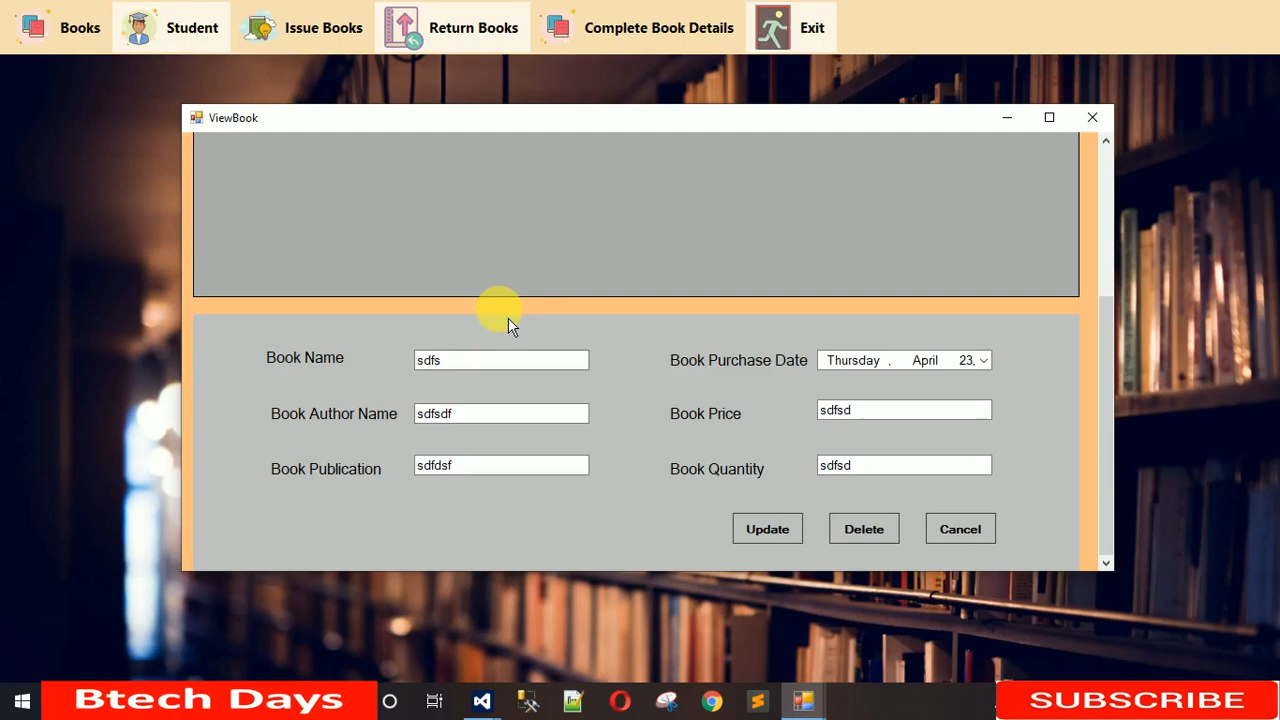 Books Student Issue Books Return Books Complete Book Details Exit
ViewBook
Book Name sdfs Book Purchase Date Thursday , April 23,
Book Author Name sdfsdf Book Price sdfsd
Book Publication sdfdsf Book Quantity sdfsd
Update Delete Cancel
Btech Days SUBSCRIBE